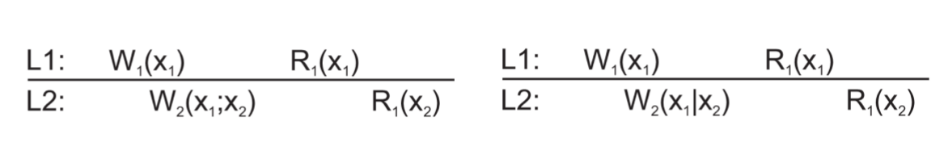 L1: W₁(x₁) R₁(x₁)
L2: W₂(x₁;x₂) R₁(x₂)
L1: W₁(x₁) R₁(x₁)
L2: W₂(x₁|x₂) R₁(x₂)